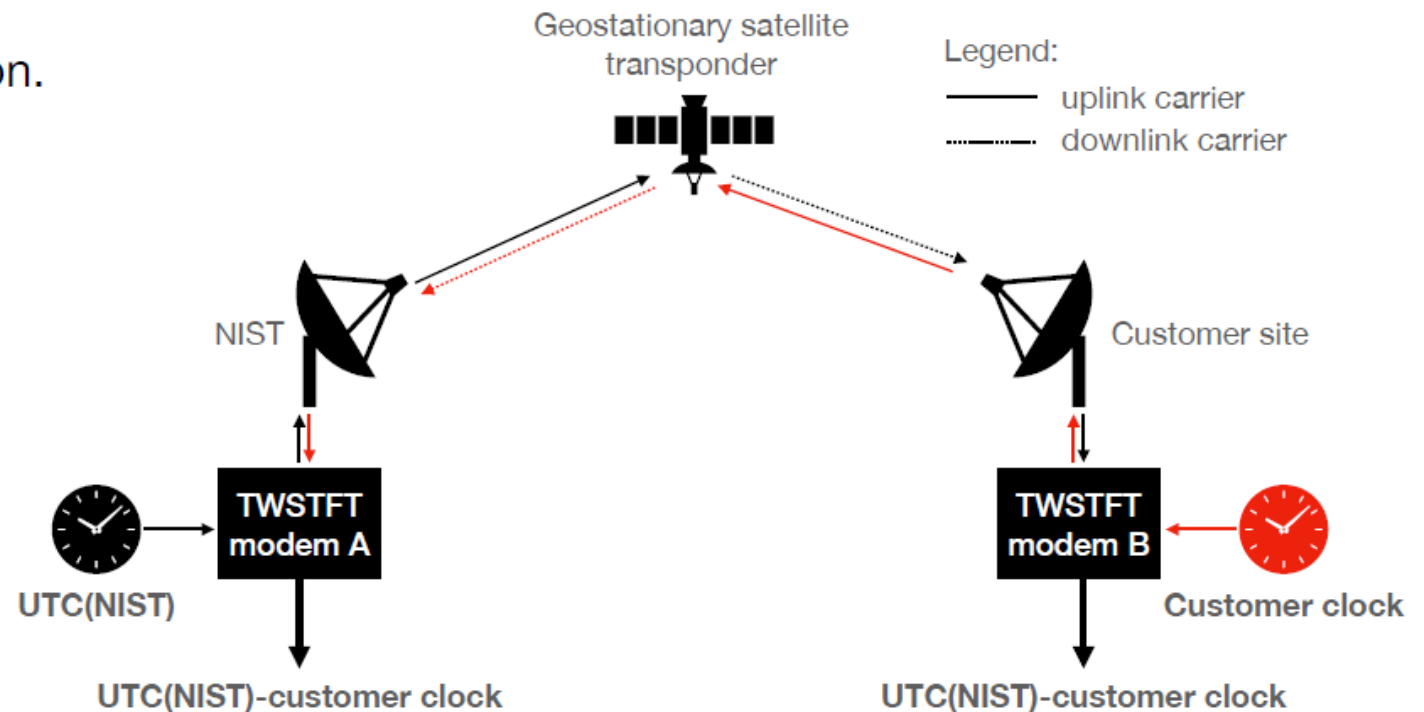 on.
Geostationary satellite
transponder
Legend:
uplink carrier
downlink carrier
NIST
Customer site
TWSTFT
modem A
TWSTFT
modem B
UTC(NIST)
Customer clock
UTC(NIST)-customer clock
UTC(NIST)-customer clock